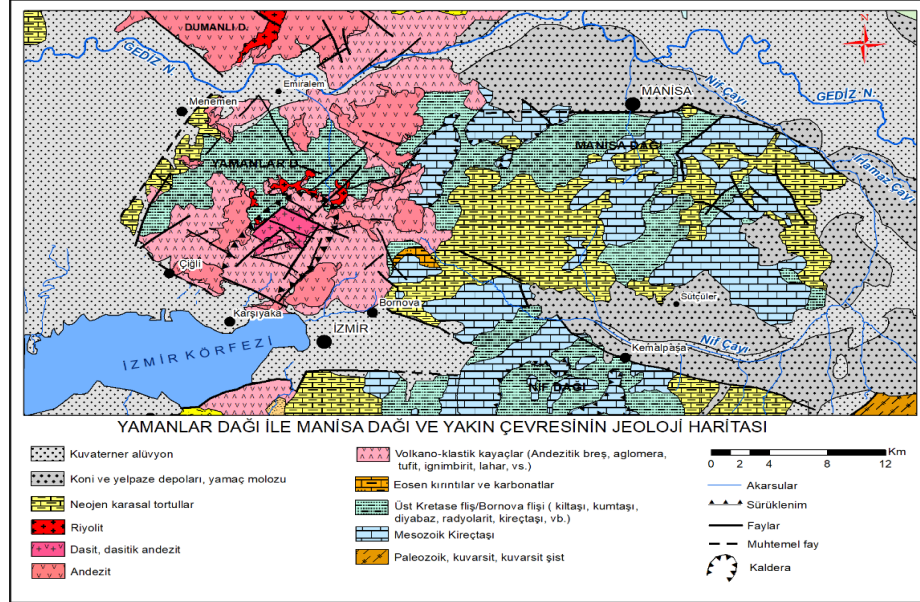 DUMANLI D.
GEDİZ N.
Emiralem
Menemen
MANİSA
Nif Çayı
GEDİZ N.
YAMANLAR D.
MANİSA DAĞI
Irlamaz Çayı
Çiğli
Sütçüler
Karşıyaka
Bornova
İZMİR
İZMİR KÖRFEZİ
Nif Çayı
Kemalpaşa
NİF DAĞI
YAMANLAR DAĞI İLE MANİSA DAĞI VE YAKIN ÇEVRESİNİN JEOLOJİ HARİTASI
Kuvaterner alüvyon
Koni ve yelpaze depoları, yamaç molozu
Neojen karasal tortullar
Riyolit
Dasit, dasitik andezit
Andezit
Volkano-klastik kayaçlar (Andezitik breş, aglomera,
tufit, ignimbirit, lahar, vs.)
Eosen kırıntılar ve karbonatlar
Üst Kretase fliş/Bornova flişi ( kiltaşı, kumtaşı,
diyabaz, radyolarit, kireçtaşı, vb.)
Mesozoik Kireçtaşı
Paleozoik, kuvarsit, kuvarsit şist
Km
0 2 4 8 12
Akarsular
Sürüklenim
Faylar
Muhtemel fay
Kaldera